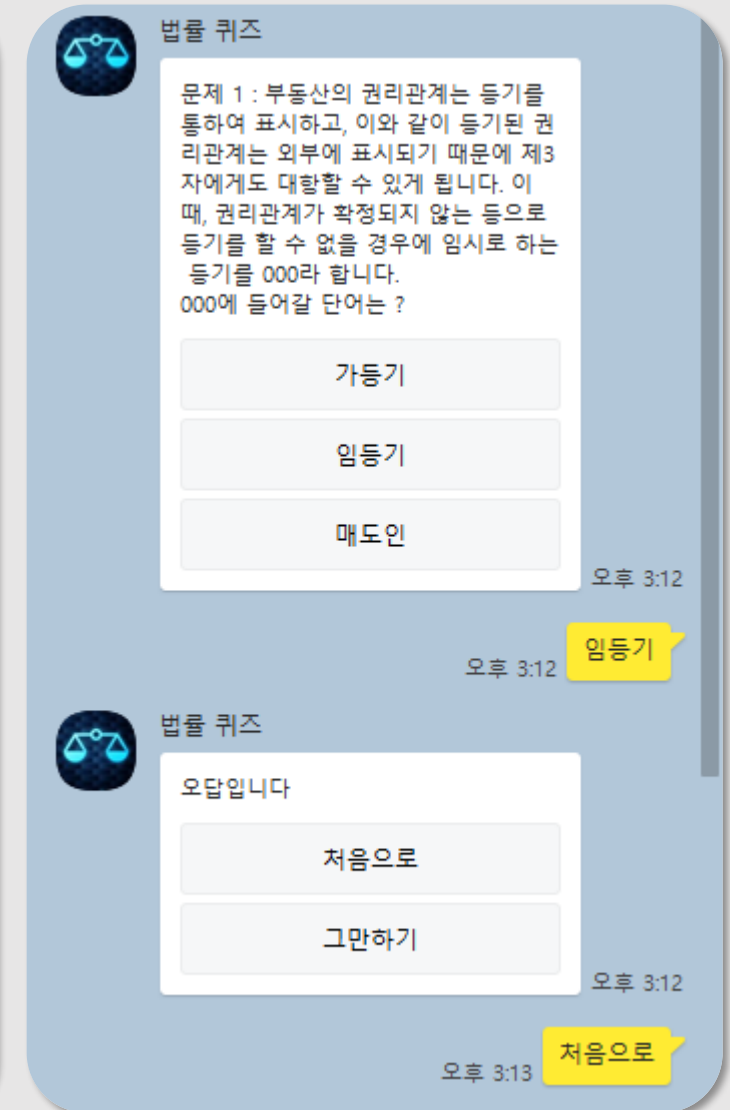 법률 퀴즈
문제 1 : 부동산의 권리관계는 등기를
통하여 표시하고, 이와 같이 등기된 권
리관계는 외부에 표시되기 때문에 제3
자에게도 대항할 수 있게 됩니다. 이
때, 권리관계가 확정되지 않는 등으로
등기를 할 수 없을 경우에 임시로 하는
등기를 000라 합니다.
000에 들어갈 단어는 ?
가등기
임등기
매도인
오후 3:12
임등기
오후 3:12
법률 퀴즈
오답입니다
처음으로
그만하기
오후 3:12
처음으로
오후 3:13